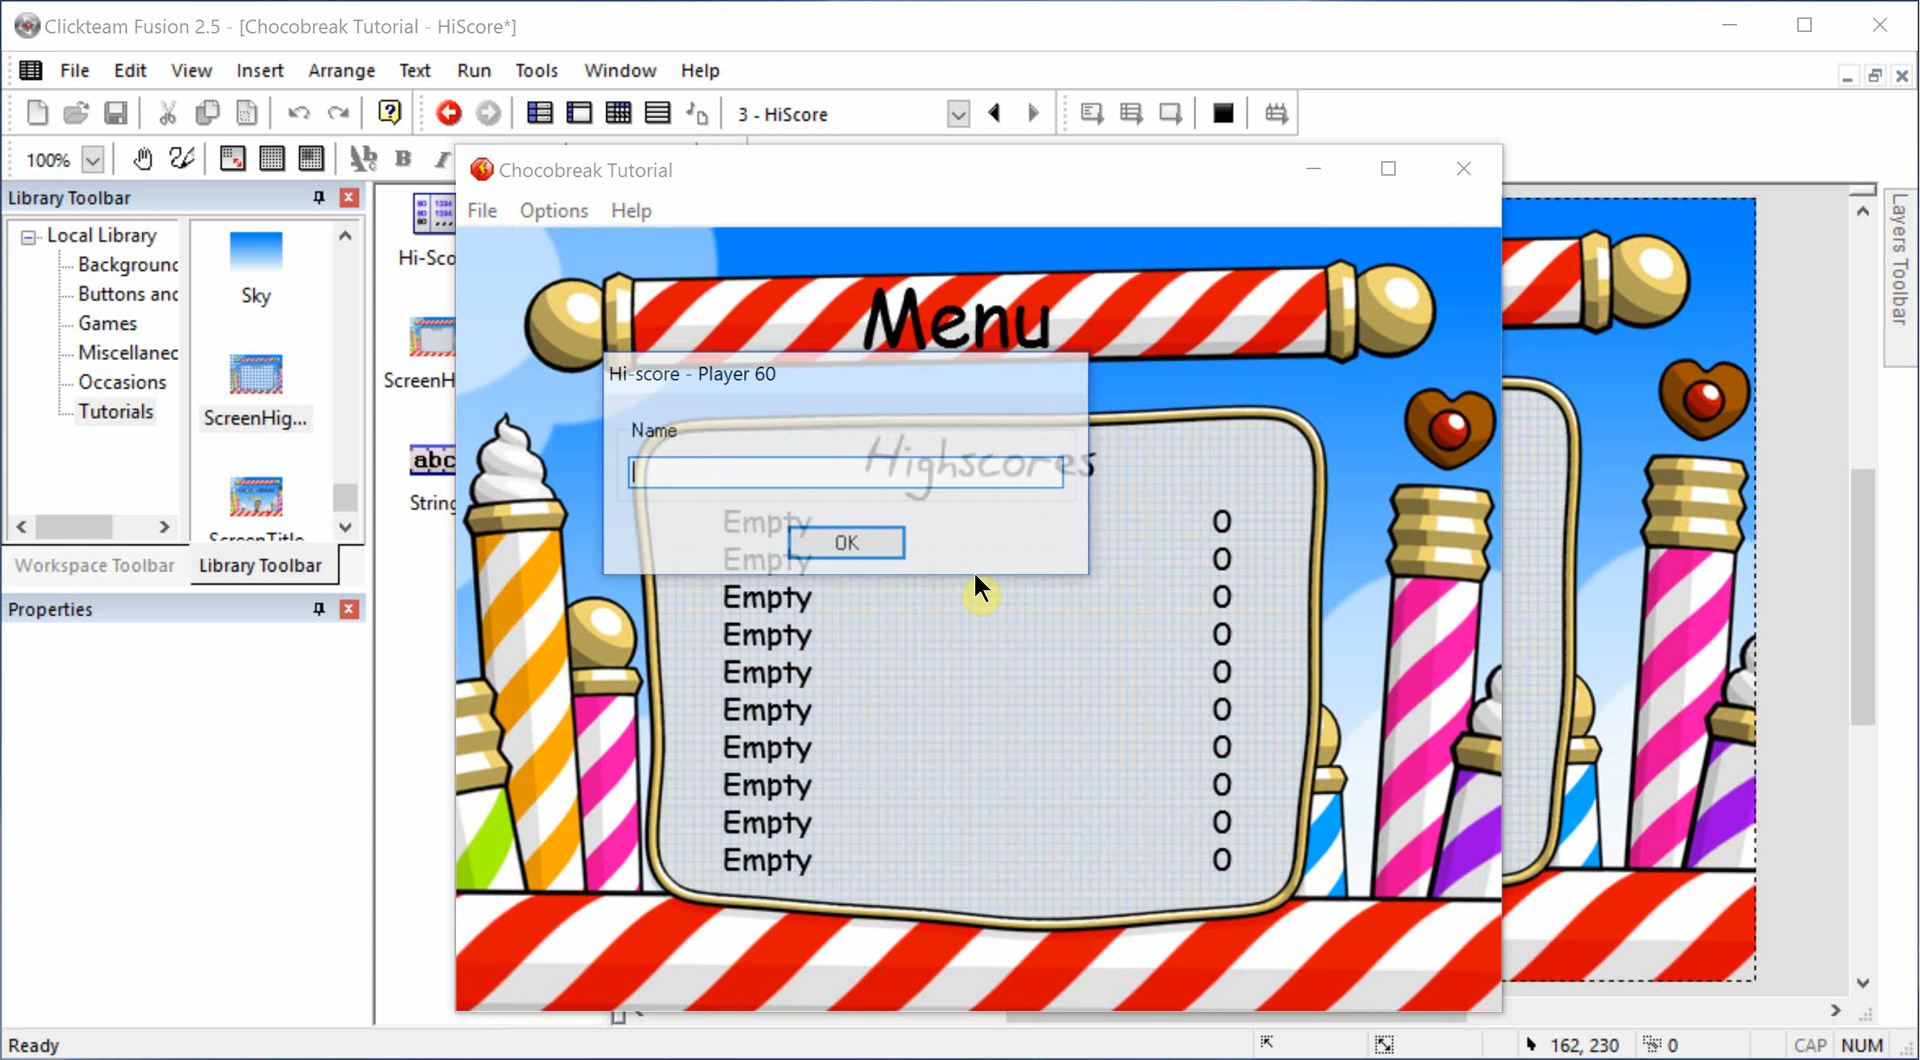 Clickteam Fusion 2.5 - [Chocobreak Tutorial - HiScore*]
File Edit View Insert Arrange Text Run Tools Window Help
3 - HiScore
100%
Library Toolbar
Local Library
Background
Buttons and
Games
Miscellanec
Occasions
Tutorials
Sky
ScreenHig...
ScreenTitle
Workspace Toolbar
Library Toolbar
Properties
Hi-Sco
ScreenH
abc
String
Layers Toolbar
Chocobreak Tutorial
File Options Help
Menu
Hi-score - Player 60
Name
Highscores
OK
Empty 0
Empty 0
Empty 0
Empty 0
Empty 0
Empty 0
Empty 0
Empty 0
Empty 0
Empty 0
Ready
162, 230
0
CAP NUM